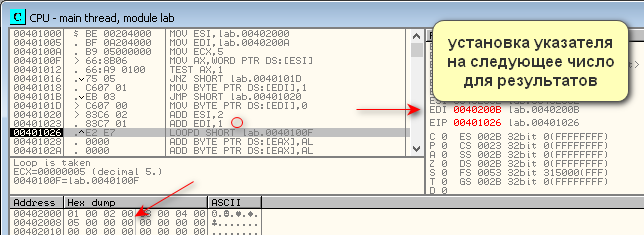 C CPU - main thread, module lab
00401000 $ BE 00204000 MOV ESI,lab.00402000
00401005 . BF 0A204000 MOV EDI,lab.0040200A
0040100A . B9 05000000 MOV ECX,5
0040100F > 66:8B06 MOV AX,WORD PTR DS:[ESI]
00401012 . 66:A9 0100 TEST AX,1
00401016 . 75 05 JNZ SHORT lab.0040101D
00401018 . C607 01 MOV BYTE PTR DS:[EDI],1
0040101B . EB 03 JMP SHORT lab.00401020
0040101D > C607 00 MOV BYTE PTR DS:[EDI],0
00401020 > 83C6 02 ADD ESI,2
00401023 . 83C7 01 ADD EDI,1
00401026 . E2 E7 LOOPD SHORT lab.0040100F
00401028 . 0000 ADD BYTE PTR DS:[EAX],AL
0040102A . 0000 ADD BYTE PTR DS:[EAX],AL
установка указателя
на следующее число
для результатов
EDI 0040200B lab.0040200B
EIP 00401026 lab.00401026
C 0 ES 002B 32bit 0(FFFFFFFF)
P 0 CS 0023 32bit 0(FFFFFFFF)
A 0 SS 002B 32bit 0(FFFFFFFF)
Z 0 DS 002B 32bit 0(FFFFFFFF)
S 0 FS 0053 32bit 315000(FFF)
T 0 GS 002B 32bit 0(FFFFFFFF)
D 0
Loop is taken
ECX=00000005 (decimal 5.)
0040100F=lab.0040100F
Address Hex dump ASCII
00402000 01 00 02 00 03 00 04 00
00402008 05 00 00 00 00 00 00 00
00402010 00 00 00 00 00 00 00 00